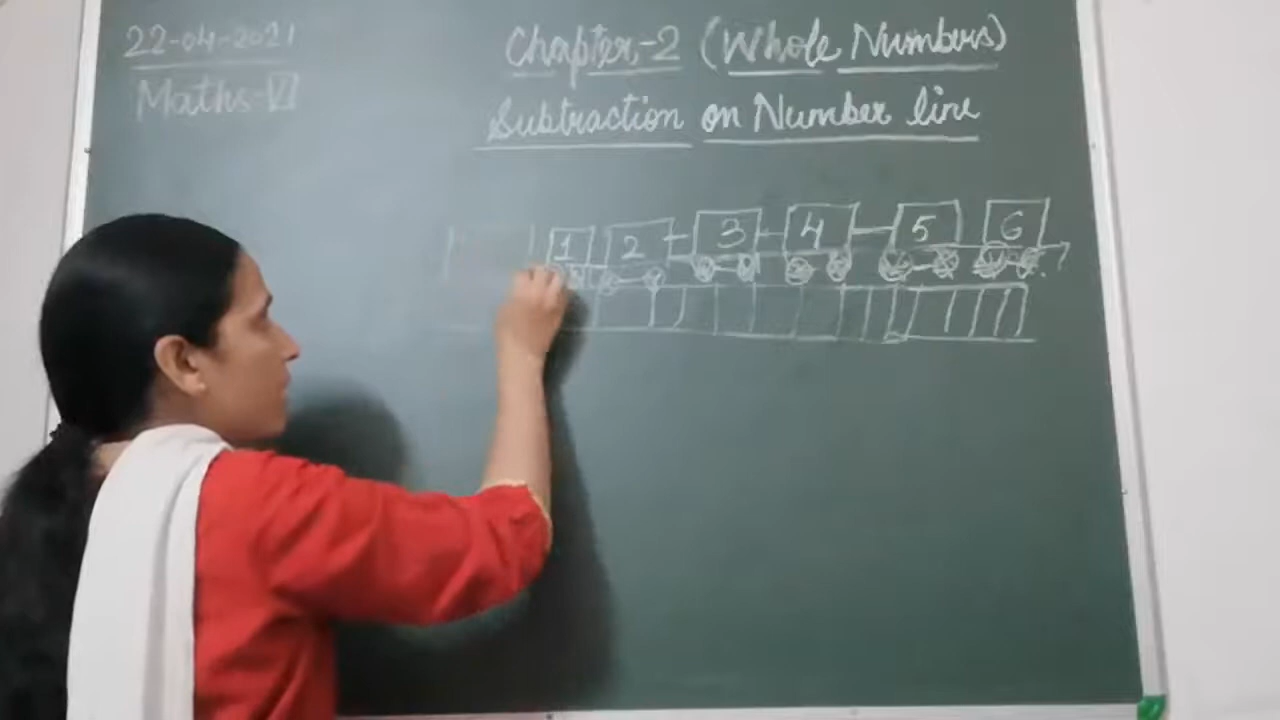 22-04-2021
Maths-VI
Chapter-2 (Whole Numbers)
Subtraction on Number line
1 2 3 4 5 6